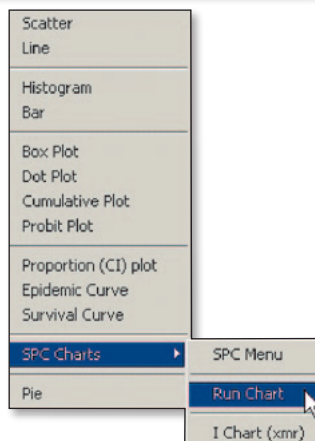 Scatter
Line
Histogram
Bar
Box Plot
Dot Plot
Cumulative Plot
Probit Plot
Proportion (CI) plot
Epidemic Curve
Survival Curve
SPC Charts
Pie
SPC Menu
Run Chart
I Chart (xmr)